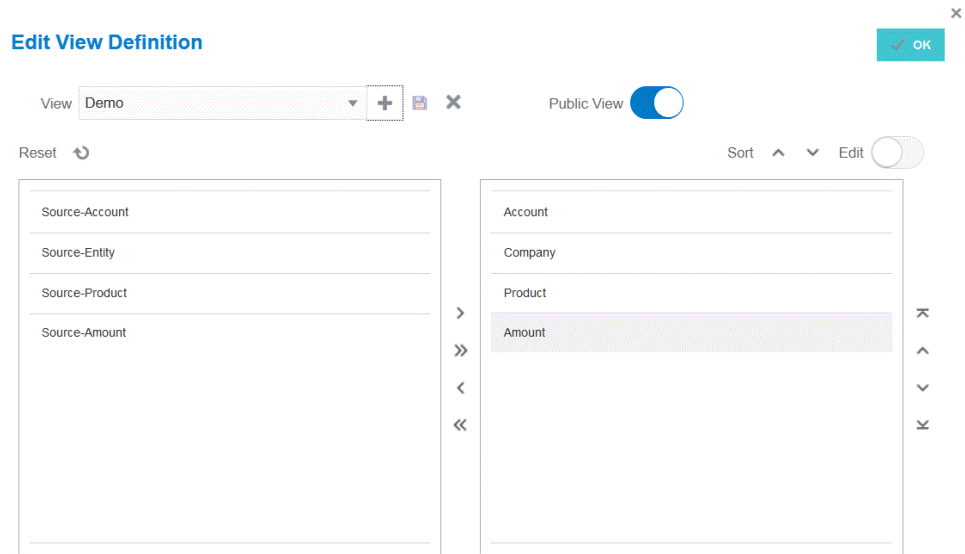 Edit View Definition
OK
View Demo
Public View
Reset
Sort
Edit
Source-Account
Source-Entity
Source-Product
Source-Amount
Account
Company
Product
Amount